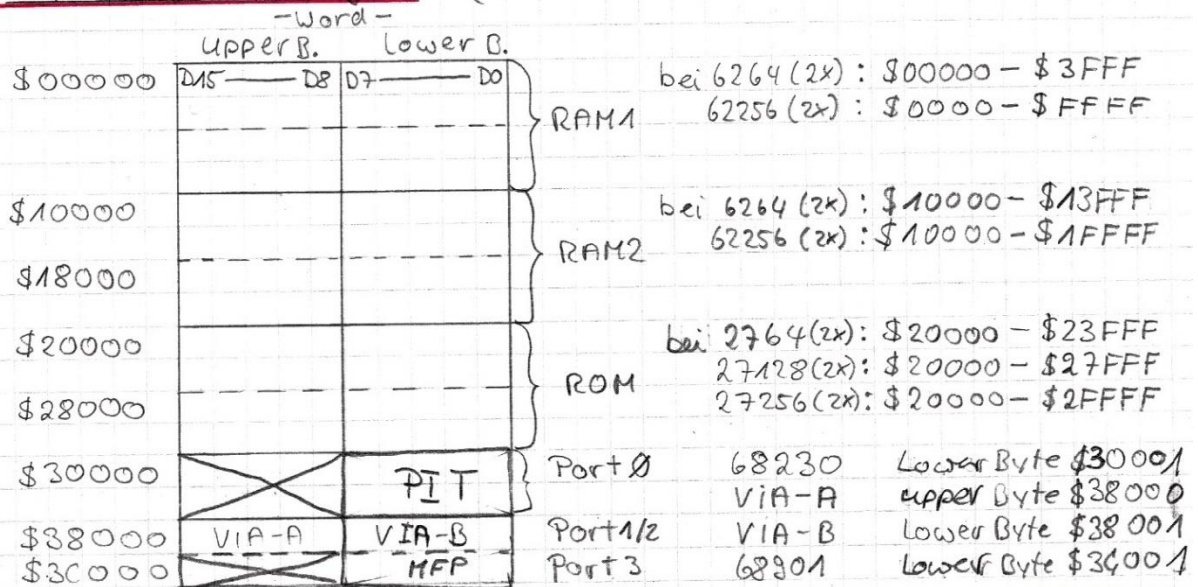 -Word-
upper B. Lower B.
$00000 D15 D8 D7 D0 bei 6264 (2x) : $00000 - $3FFF
RAM1 62256 (2x) : $0000 - $FFFF
$10000 bei 6264 (2x) : $10000 - $13FFF
RAM2 62256 (2x) : $10000 - $1FFFF
$18000
$20000 bei 2764 (2x): $20000 - $23FFF
ROM 27128 (2x): $20000 - $27FFF
$28000 27256 (2x): $20000 - $2FFFF
$30000 PIT Port Ø 68230 Lower Byte $30001
VIA-A upper Byte $38000
$38000 VIA-A VIA-B Port 1/2 VIA-B Lower Byte $38001
$3C000 MFP Port 3 68901 Lower Byte $3C001